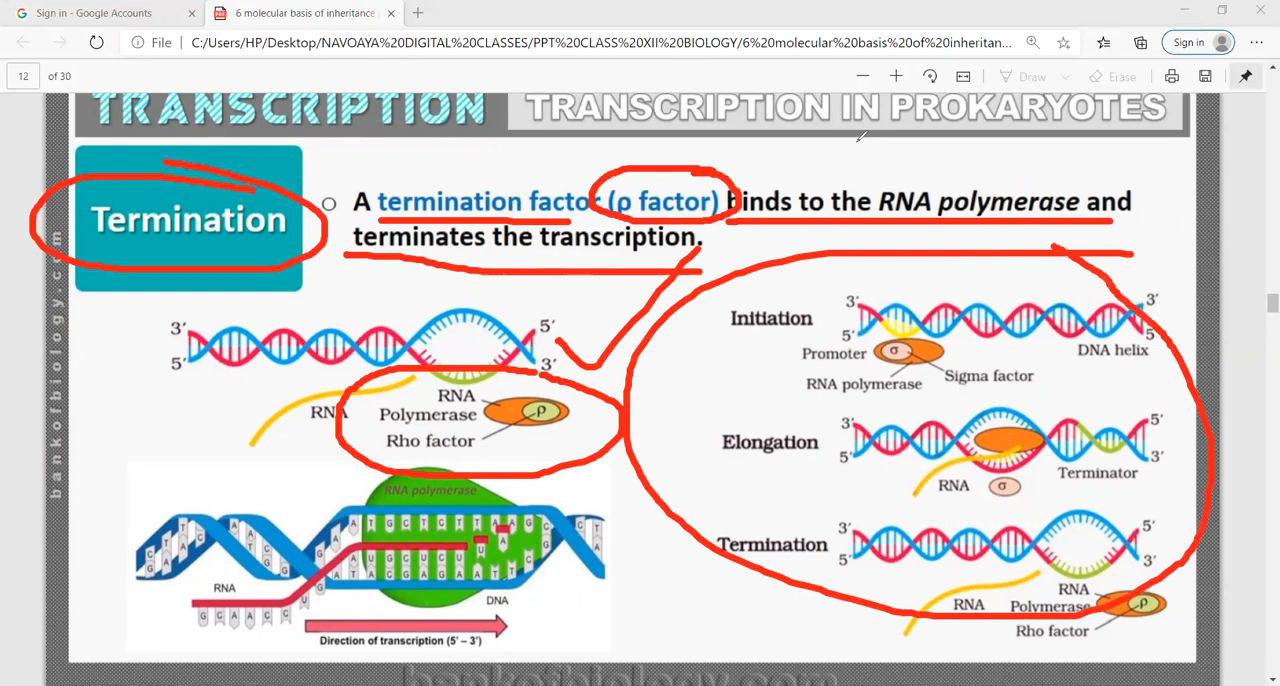 Sign in - Google Accounts
6 molecular basis of inheritance
File
C:/Users/HP/Desktop/NAVOAYA%20DIGITAL%20CLASSES/PPT%20CLASS%20XII%20BIOLOGY/6%20molecular%20basis%20of%20inheritan...
Sign in
12 of 30
Draw
Erase
TRANSCRIPTION
TRANSCRIPTION IN PROKARYOTES
Termination
A termination factor (ρ factor) binds to the RNA polymerase and
terminates the transcription.
bankofbiology.com
3′
5′
5′
3′
RNA
RNA
Polymerase
ρ
Rho factor
Initiation
3′
5′
3′
5′
σ
Promoter
DNA helix
RNA polymerase
Sigma factor
Elongation
3′
5′
5′
3′
Terminator
RNA
σ
Termination
3′
5′
5′
3′
RNA
RNA
Polymerase
ρ
Rho factor
RNA polymerase
RNA
DNA
Direction of transcription (5′ – 3′)
bankofbiology.com